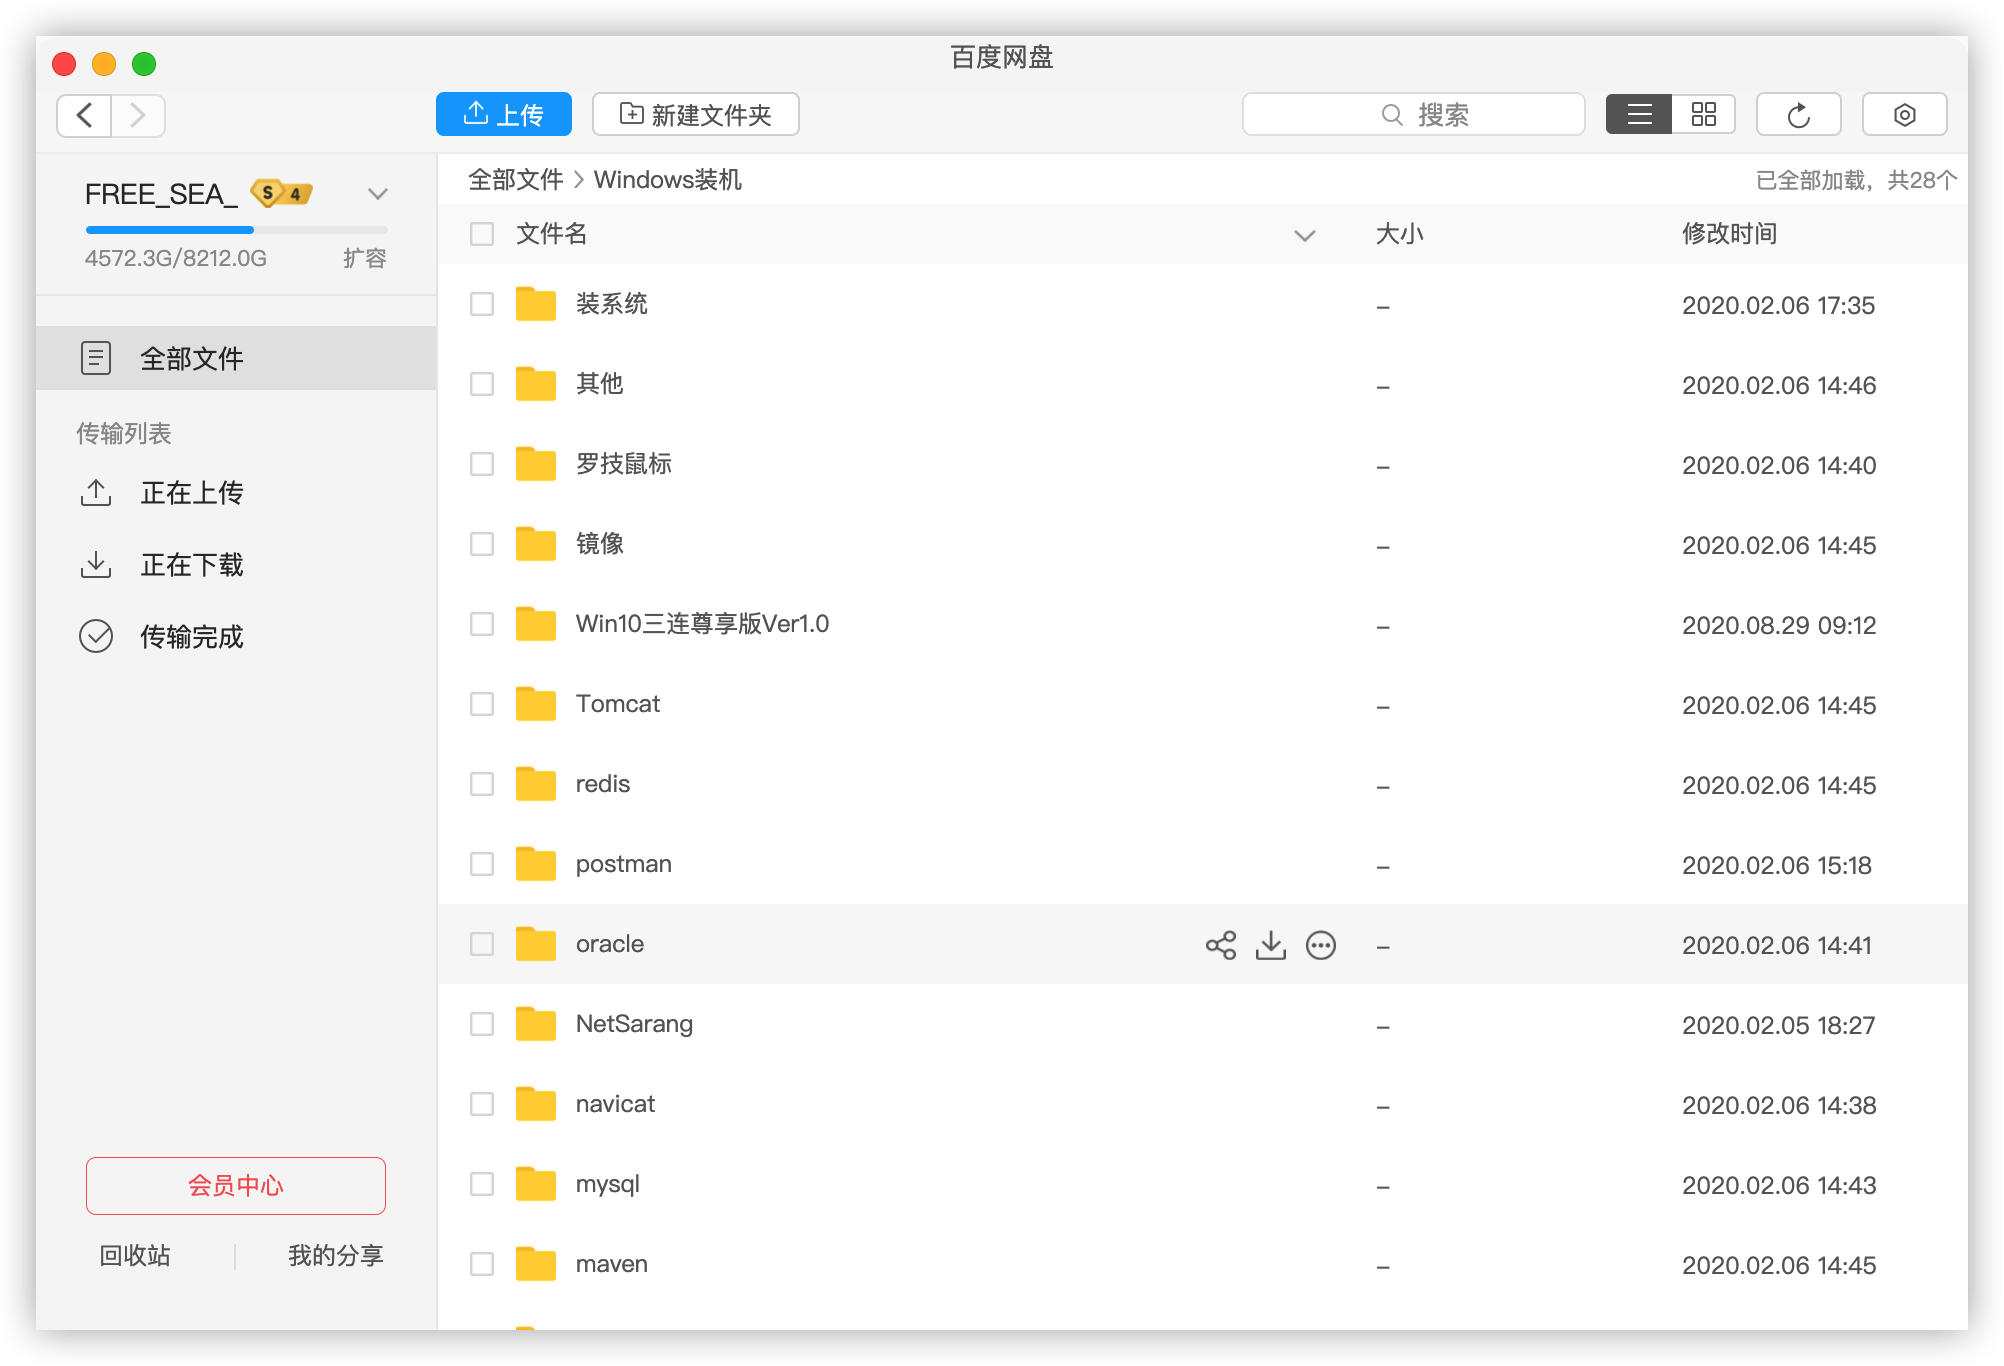 百度网盘
上传 新建文件夹 搜索
FREE_SEA_ S 4
4572.3G/8212.0G 扩容
全部文件
传输列表
正在上传
正在下载
传输完成
会员中心
回收站 我的分享
全部文件 > Windows装机 已全部加载，共28个
文件名 大小 修改时间
装系统 – 2020.02.06 17:35
其他 – 2020.02.06 14:46
罗技鼠标 – 2020.02.06 14:40
镜像 – 2020.02.06 14:45
Win10三连尊享版Ver1.0 – 2020.08.29 09:12
Tomcat – 2020.02.06 14:45
redis – 2020.02.06 14:45
postman – 2020.02.06 15:18
oracle – 2020.02.06 14:41
NetSarang – 2020.02.05 18:27
navicat – 2020.02.06 14:38
mysql – 2020.02.06 14:43
maven – 2020.02.06 14:45